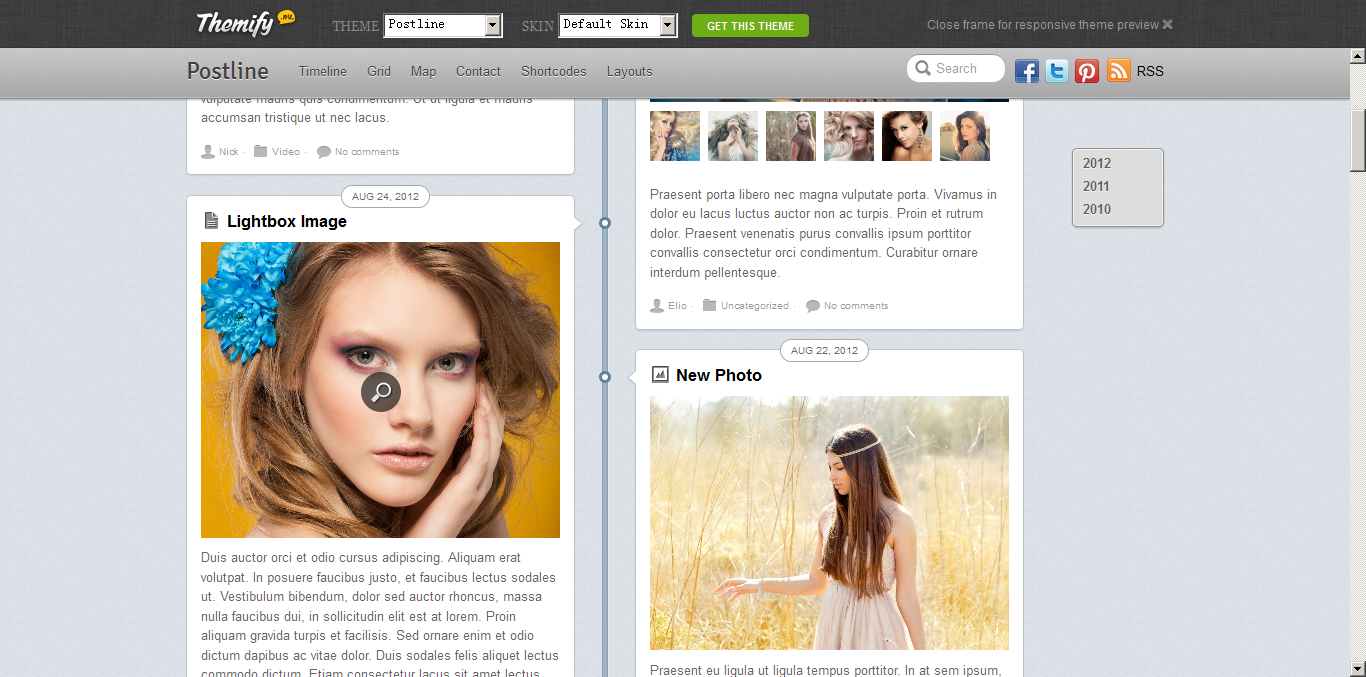 Themify .me
THEME Postline SKIN Default Skin GET THIS THEME Close frame for responsive theme preview
Postline Timeline Grid Map Contact Shortcodes Layouts Search RSS
vulputate mauris quis condimentum. Ut ut ligula et mauris
accumsan tristique ut nec lacus.
Nick · Video · No comments
AUG 24, 2012
Lightbox Image
Duis auctor orci et odio cursus adipiscing. Aliquam erat
volutpat. In posuere faucibus justo, et faucibus lectus sodales
ut. Vestibulum bibendum, dolor sed auctor rhoncus, massa
nulla faucibus dui, in sollicitudin elit est at lorem. Proin
aliquam gravida turpis et facilisis. Sed ornare enim et odio
dictum dapibus ac vitae dolor. Duis sodales felis aliquet lectus
commodo dictum. Etiam consectetur lacus sit amet lectus
Praesent porta libero nec magna vulputate porta. Vivamus in
dolor eu lacus luctus auctor non ac turpis. Proin et rutrum
dolor. Praesent venenatis purus convallis ipsum porttitor
convallis consectetur orci condimentum. Curabitur ornare
interdum pellentesque.
Elio · Uncategorized · No comments
AUG 22, 2012
New Photo
Praesent eu ligula ut ligula tempus porttitor. In at sem ipsum,
2012
2011
2010